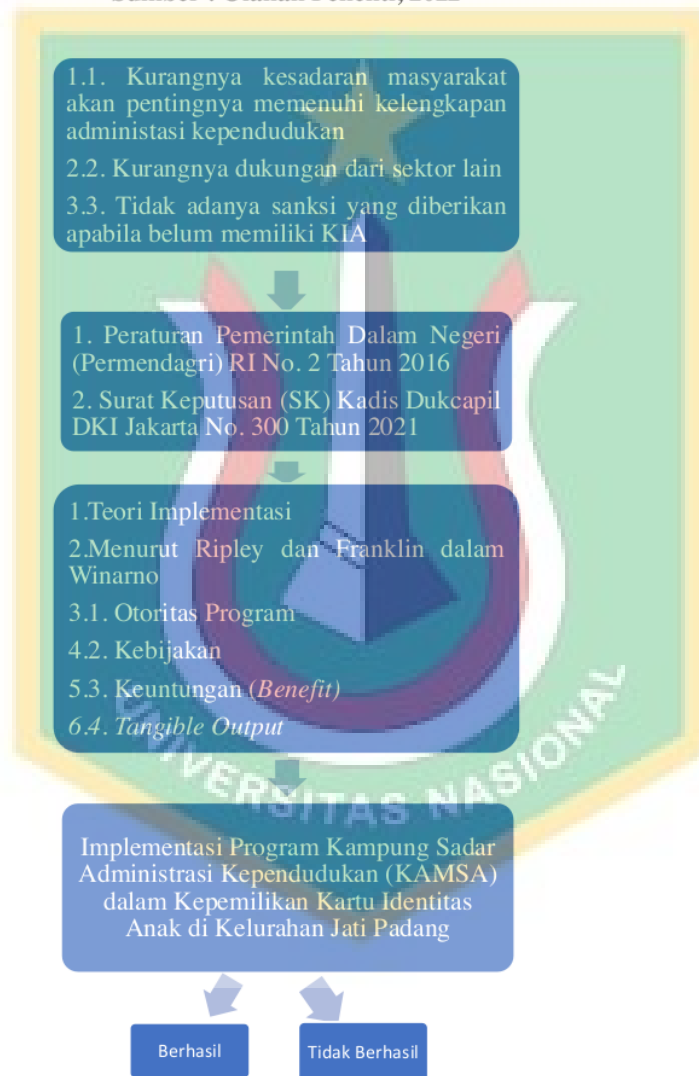 Sumber : Olahan Peneliti, 2022
1.1. Kurangnya kesadaran masyarakat
akan pentingnya memenuhi kelengkapan
administasi kependudukan
2.2. Kurangnya dukungan dari sektor lain
3.3. Tidak adanya sanksi yang diberikan
apabila belum memiliki KIA
1. Peraturan Pemerintah Dalam Negeri
(Permendagri) RI No. 2 Tahun 2016
2. Surat Keputusan (SK) Kadis Dukcapil
DKI Jakarta No. 300 Tahun 2021
1.Teori Implementasi
2.Menurut Ripley dan Franklin dalam
Winarno
3.1. Otoritas Program
4.2. Kebijakan
5.3. Keuntungan (Benefit)
6.4. Tangible Output
UNIVERSITAS NASIONAL
Implementasi Program Kampung Sadar
Administrasi Kependudukan (KAMSA)
dalam Kepemilikan Kartu Identitas
Anak di Kelurahan Jati Padang
Berhasil
Tidak Berhasil